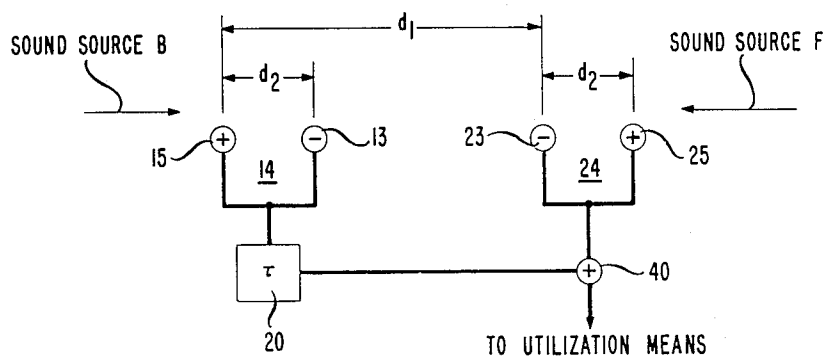 SOUND SOURCE B
d1
SOUND SOURCE F
d2
d2
+
−
−
+
15
13
23
25
14
24
τ
+
40
20
TO UTILIZATION MEANS